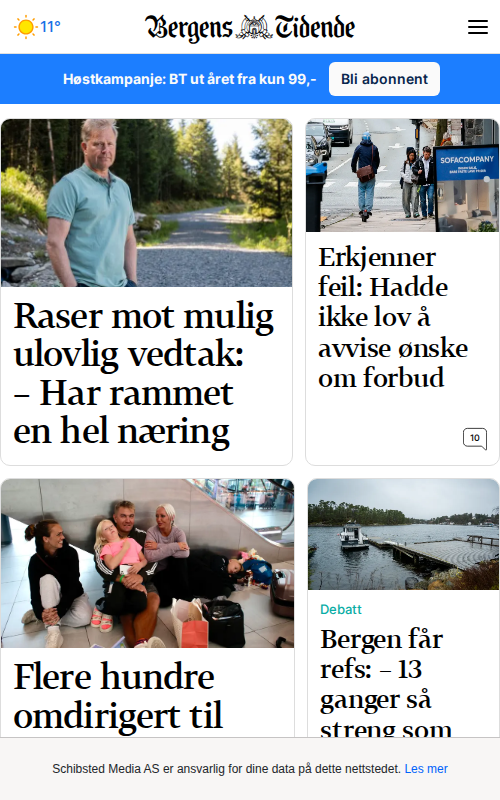 11°
Bergens Tidende
Høstkampanje: BT ut året fra kun 99,-
Bli abonnent
Raser mot mulig
ulovlig vedtak:
– Har rammet
en hel næring
SOFACOMPANY
Erkjenner
feil: Hadde
ikke lov å
avvise ønske
om forbud
10
Flere hundre
omdirigert til
Debatt
Bergen får
refs: – 13
ganger så
streng som
Schibsted Media AS er ansvarlig for dine data på dette nettstedet. Les mer